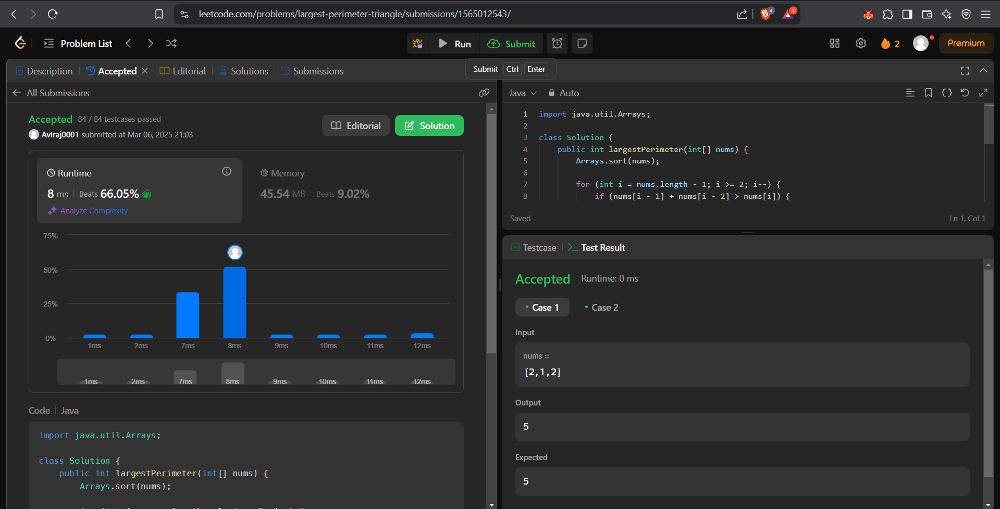 leetcode.com/problems/largest-perimeter-triangle/submissions/1565012543/
4
1
Problem List
Run
Submit
2
Premium
Description
Accepted
Editorial
Solutions
Submissions
Submit Ctrl Enter
All Submissions
Accepted 84 / 84 testcases passed
Aviraj0001 submitted at Mar 06, 2025 21:03
Editorial
Solution
Runtime
8 ms Beats 66.05%
Analyze Complexity
Memory
45.54 MB Beats 9.02%
75%
50%
25%
0%
1ms 2ms 7ms 8ms 9ms 10ms 11ms 12ms
1ms 2ms 7ms 8ms 9ms 10ms 11ms 12ms
Code Java
import java.util.Arrays;
class Solution {
public int largestPerimeter(int[] nums) {
Arrays.sort(nums);
Java Auto
1 import java.util.Arrays;
2
3 class Solution {
4 public int largestPerimeter(int[] nums) {
5 Arrays.sort(nums);
6
7 for (int i = nums.length - 1; i >= 2; i--) {
8 if (nums[i - 1] + nums[i - 2] > nums[i]) {
Saved Ln 1, Col 1
Testcase >_ Test Result
Accepted Runtime: 0 ms
Case 1 Case 2
Input
nums =
[2,1,2]
Output
5
Expected
5